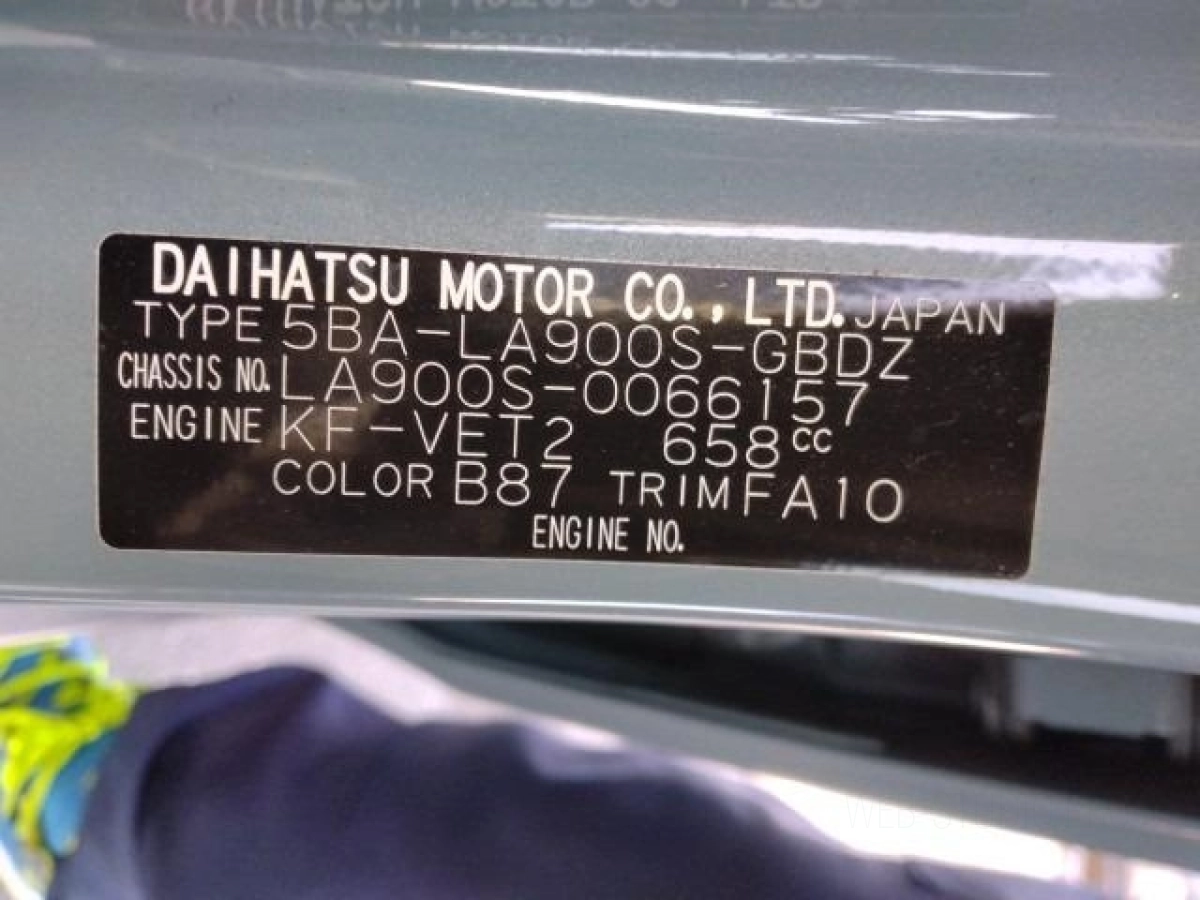 DAIHATSU MOTOR CO., LTD. JAPAN
TYPE 5BA-LA900S-GBDZ
CHASSIS NO. LA900S-0066157
ENGINE KF-VET2 658cc
COLOR B87 TRIM FA10
ENGINE NO.